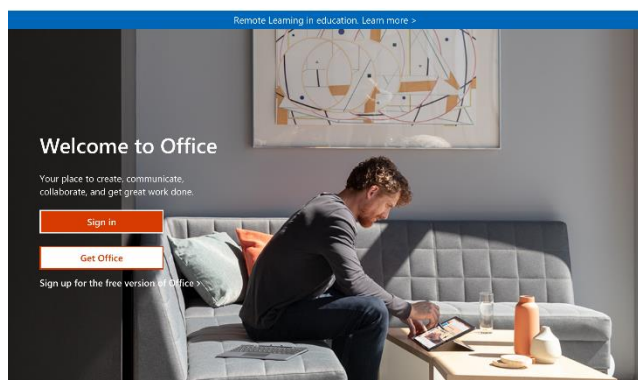 Remote Learning in education. Learn more >
Welcome to Office
Your place to create, communicate,
collaborate, and get great work done.
Sign in
Get Office
Sign up for the free version of Office >